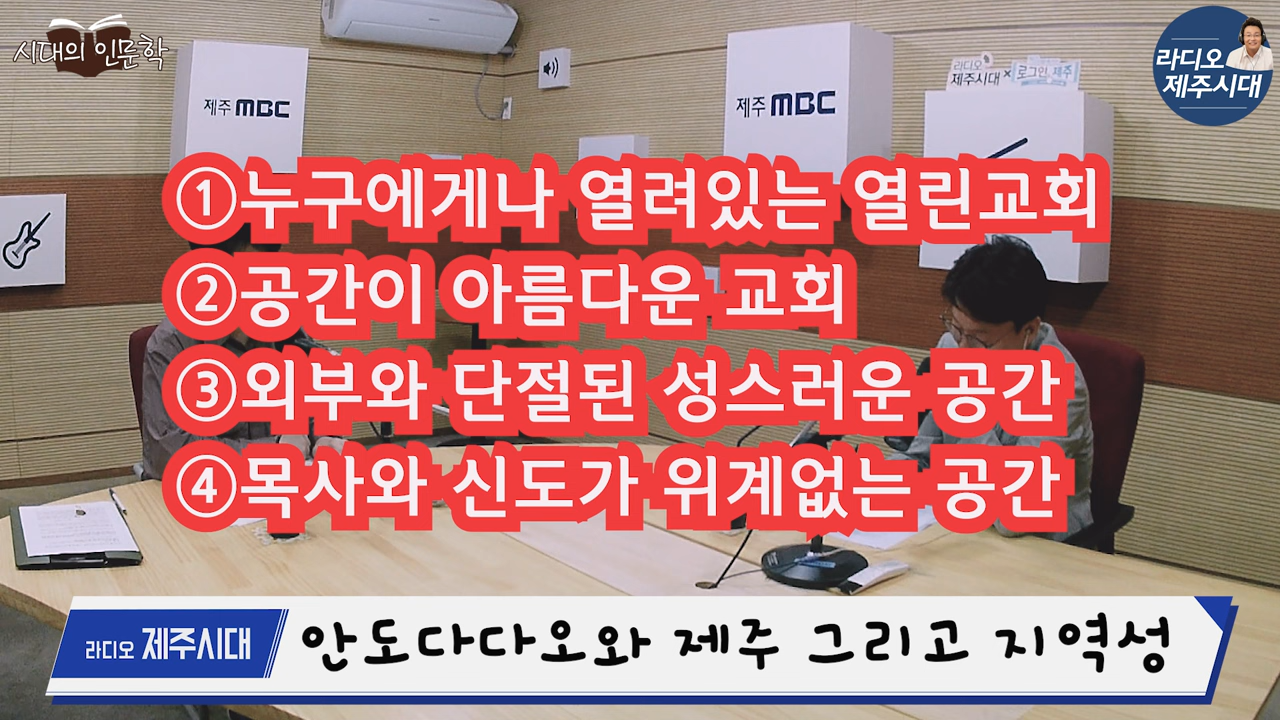 시대의 인문학
라디오
제주시대
라디오
제주시대 ×
로그인 제주
제주 MBC
제주 MBC
①누구에게나 열려있는 열린교회
②공간이 아름다운 교회
③외부와 단절된 성스러운 공간
④목사와 신도가 위계없는 공간
라디오 제주시대
안도다다오와 제주 그리고 지역성